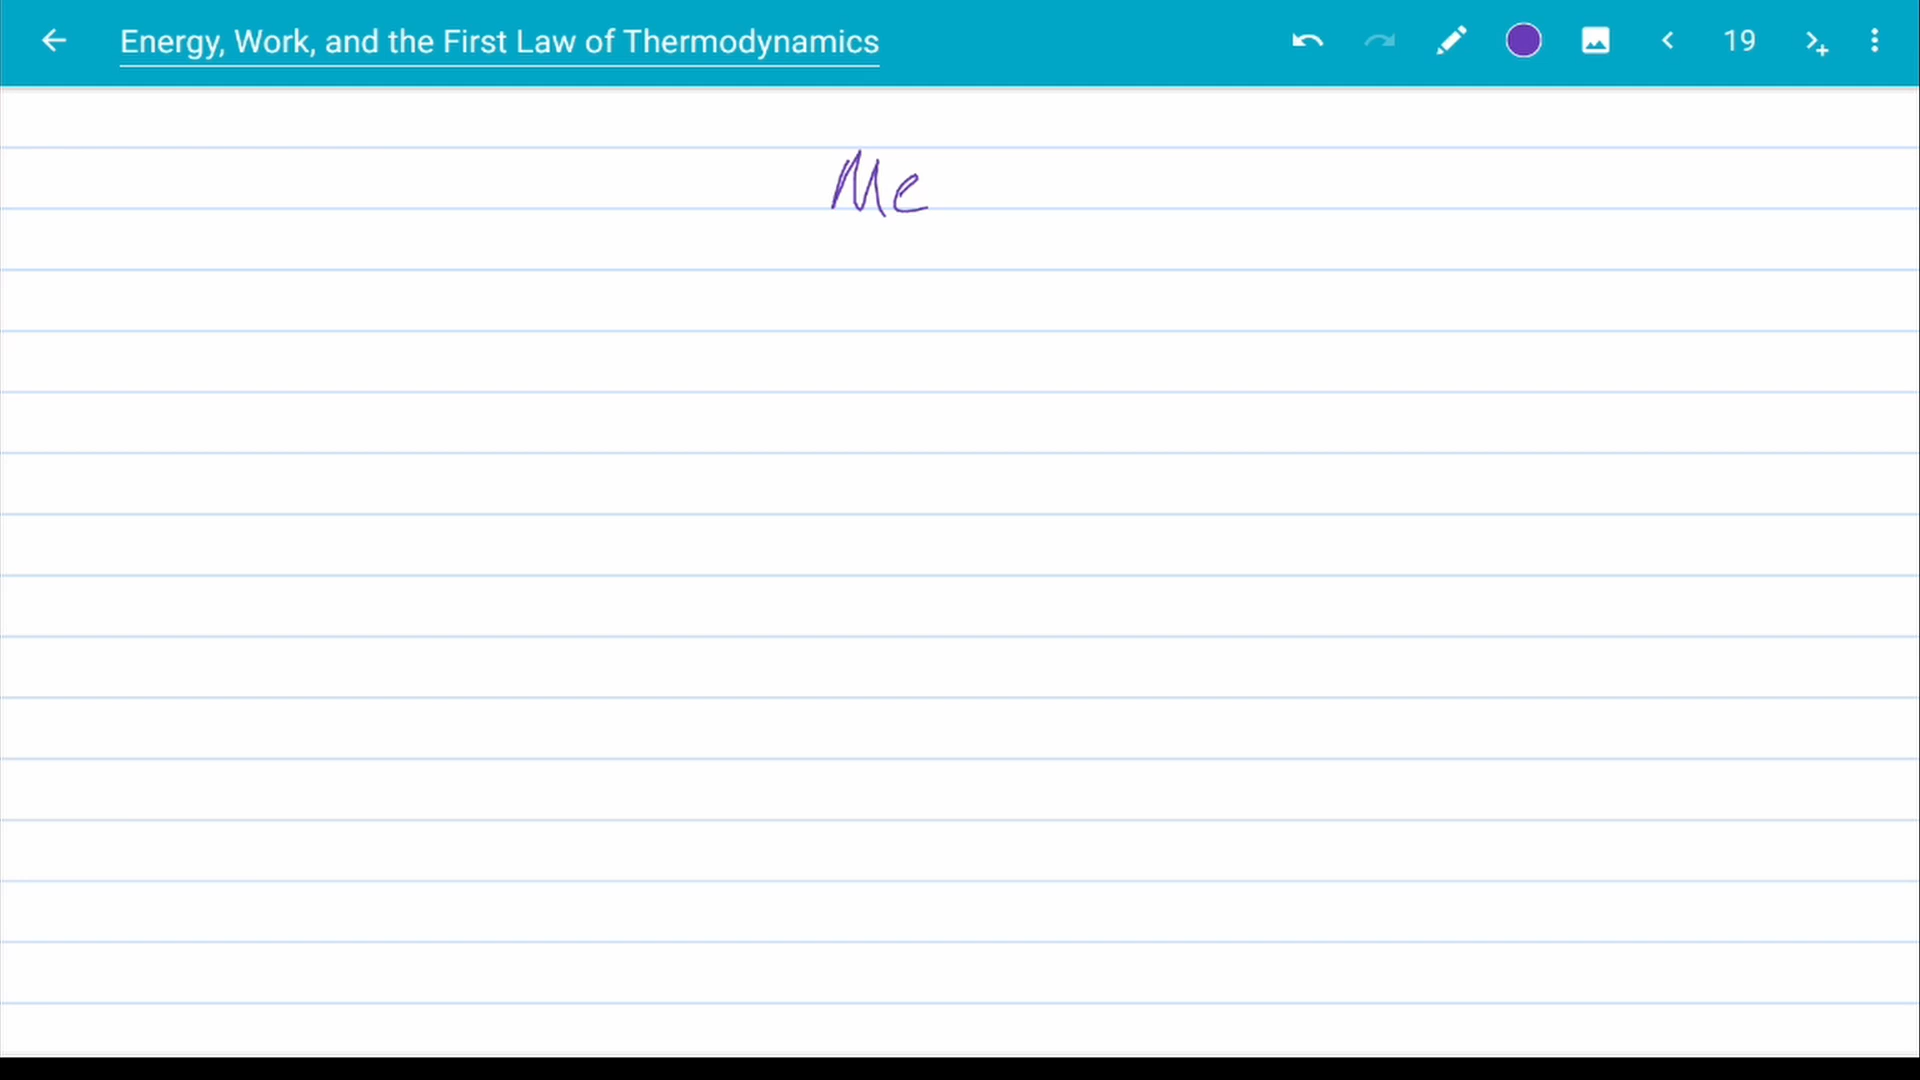 Energy, Work, and the First Law of Thermodynamics
19
Me